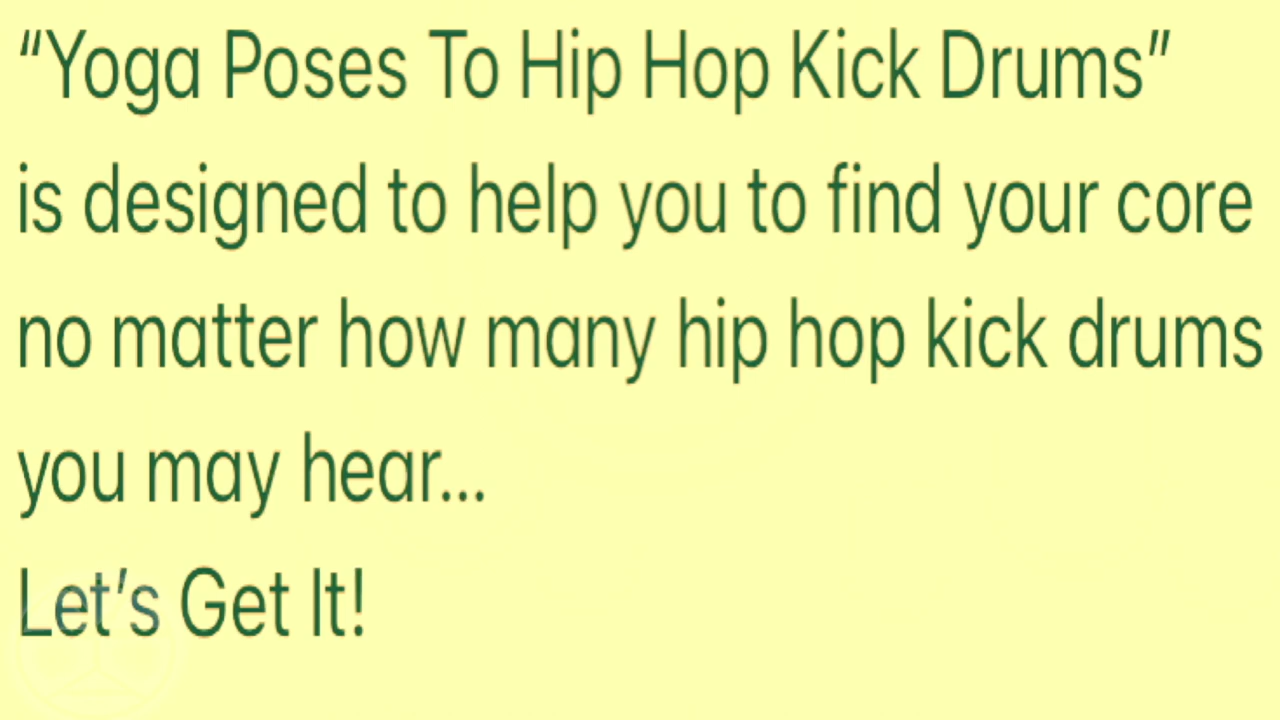 “Yoga Poses To Hip Hop Kick Drums”
is designed to help you to find your core
no matter how many hip hop kick drums
you may hear...
Let’s Get It!